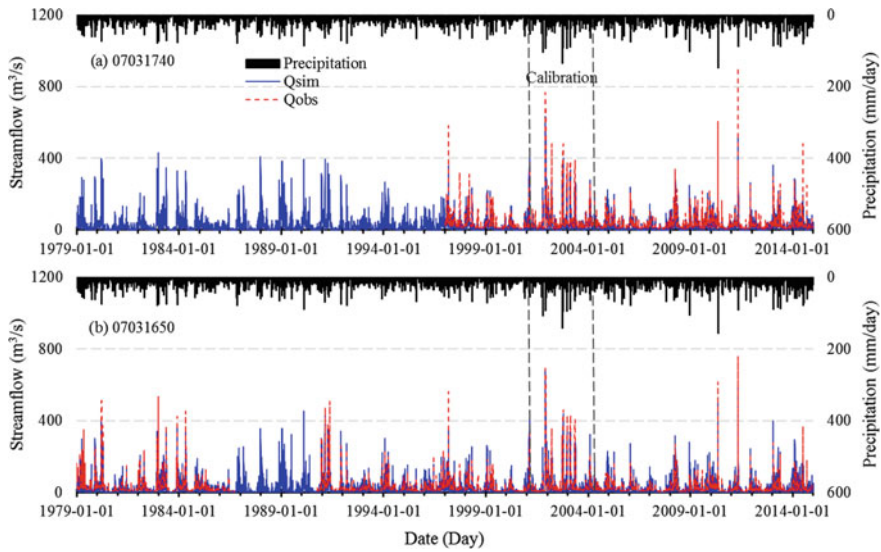 1200
0
(a) 07031740
Precipitation
Calibration
800
Qsim
200
Qobs
Streamflow (m³/s)
Precipitation (mm/day)
400
400
0
600
1979-01-01 1984-01-01 1989-01-01 1994-01-01 1999-01-01 2004-01-01 2009-01-01 2014-01-01
1200
0
(b) 07031650
800
200
Streamflow (m³/s)
Precipitation (mm/day)
400
400
0
600
1979-01-01 1984-01-01 1989-01-01 1994-01-01 1999-01-01 2004-01-01 2009-01-01 2014-01-01
Date (Day)